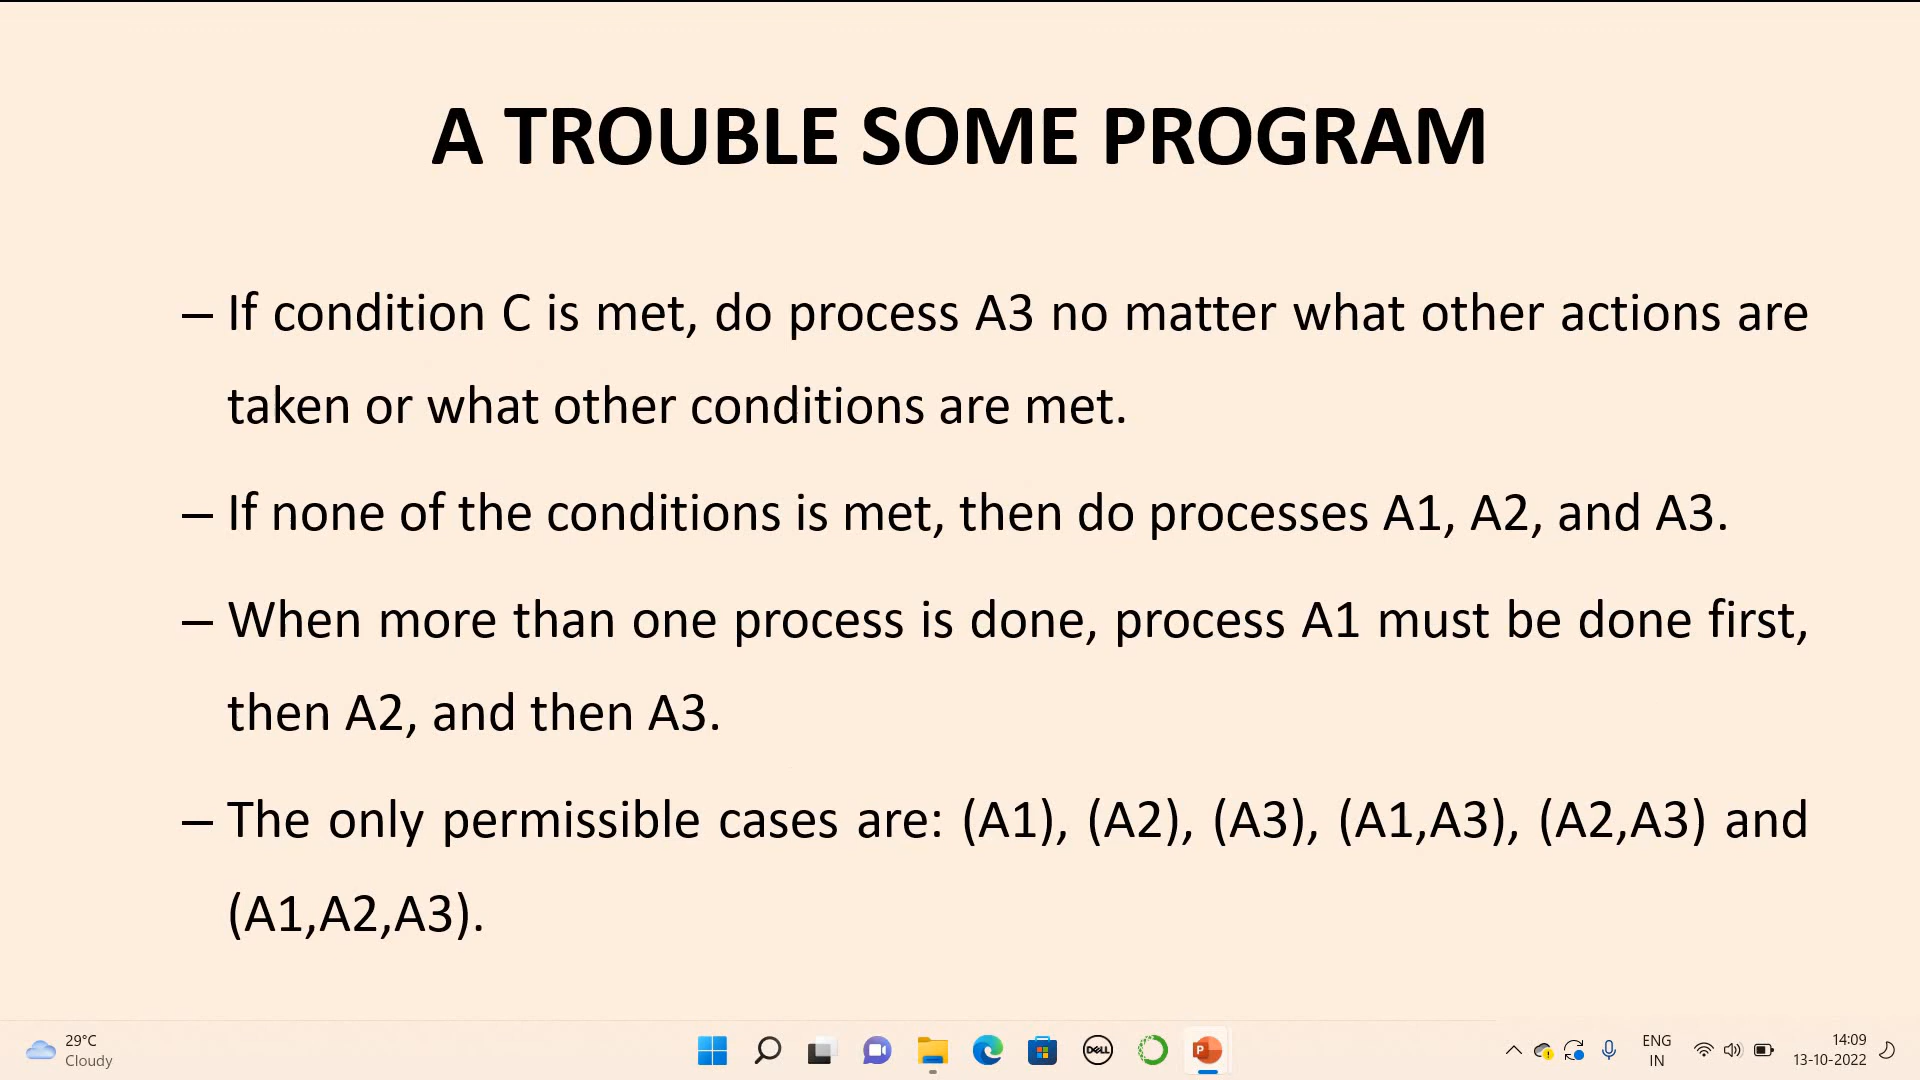 A TROUBLE SOME PROGRAM
– If condition C is met, do process A3 no matter what other actions are
taken or what other conditions are met.
– If none of the conditions is met, then do processes A1, A2, and A3.
– When more than one process is done, process A1 must be done first,
then A2, and then A3.
– The only permissible cases are: (A1), (A2), (A3), (A1,A3), (A2,A3) and
(A1,A2,A3).
29°C
Cloudy
DELL
P
ENG
IN
14:09
13-10-2022